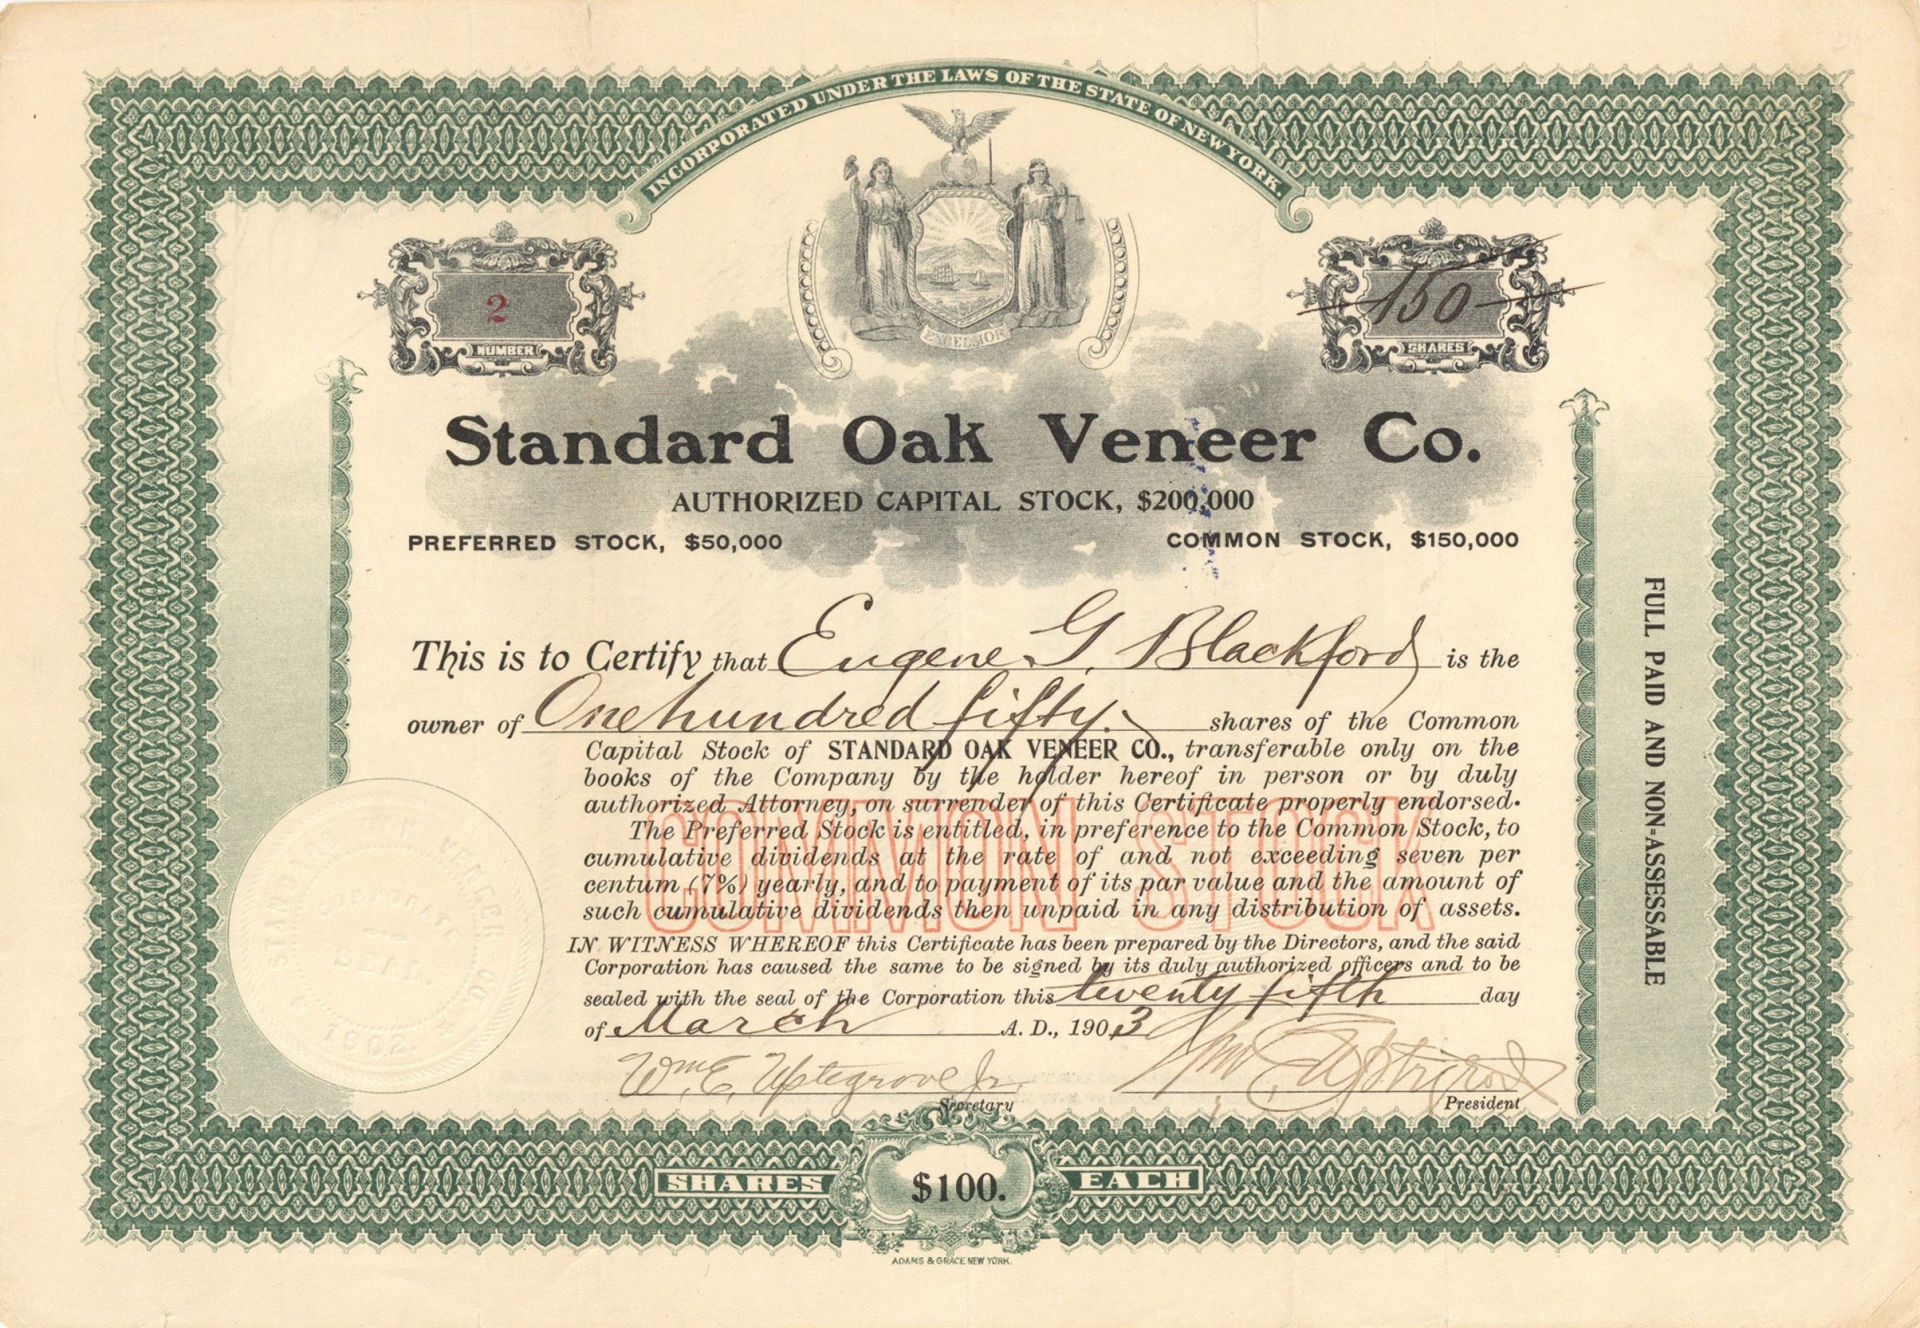 INCORPORATED UNDER THE LAWS OF THE STATE OF NEW YORK
2
NUMBER
EXCELSIOR
150
SHARES
Standard Oak Veneer Co.
AUTHORIZED CAPITAL STOCK, $200,000
PREFERRED STOCK, $50,000
COMMON STOCK, $150,000
This is to Certify that Eugene G. Blackford is the
owner of One hundred fifty shares of the Common
Capital Stock of STANDARD OAK VENEER CO., transferable only on the
books of the Company by the holder hereof in person or by duly
authorized Attorney, on surrender of this Certificate properly endorsed.
The Preferred Stock is entitled, in preference to the Common Stock, to
cumulative dividends at the rate of and not exceeding seven per
centum (7%) yearly, and to payment of its par value and the amount of
such cumulative dividends then unpaid in any distribution of assets.
COMMON STOCK
IN WITNESS WHEREOF this Certificate has been prepared by the Directors, and the said
Corporation has caused the same to be signed by its duly authorized officers and to be
sealed with the seal of the Corporation this twenty fifth day
of March A. D., 1903
Wm. E. Uptegrove Jr.
Secretary
Wm. E. Uptegrove
President
STANDARD OAK VENEER CO.
CORPORATE
SEAL
1902
FULL PAID AND NON-ASSESSABLE
SHARES $100. EACH
ADAMS & GRACE NEW YORK